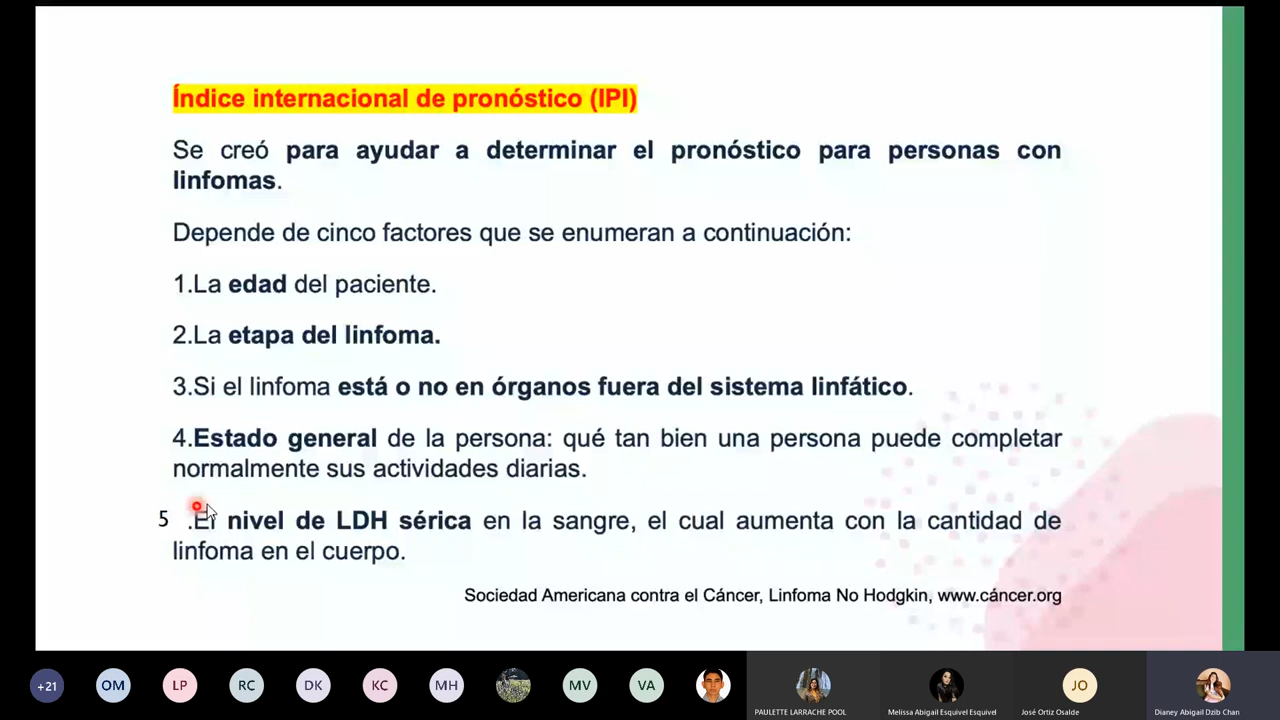 Índice internacional de pronóstico (IPI)
Se creó para ayudar a determinar el pronóstico para personas con
linfomas.
Depende de cinco factores que se enumeran a continuación:
1.La edad del paciente.
2.La etapa del linfoma.
3.Si el linfoma está o no en órganos fuera del sistema linfático.
4.Estado general de la persona: qué tan bien una persona puede completar
normalmente sus actividades diarias.
5 .El nivel de LDH sérica en la sangre, el cual aumenta con la cantidad de
linfoma en el cuerpo.
Sociedad Americana contra el Cáncer, Linfoma No Hodgkin, www.cáncer.org
+21 OM LP RC DK KC MH MV VA JO
PAULETTE LARRACHE POOL Melissa Abigail Esquivel Esquivel José Ortiz Osalde Dianey Abigail Dzib Chan